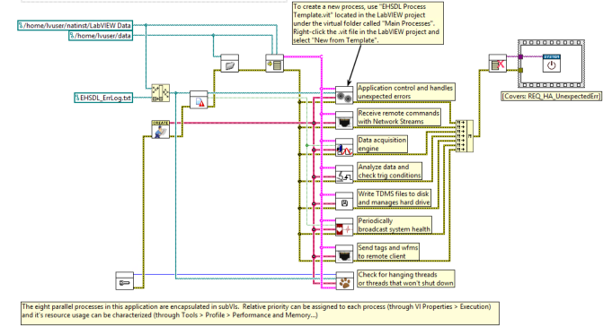 To create a new process, use "EHSDL Process
Template.vit" located in the LabVIEW project
under the virtual folder called "Main Processes".
Right-click the .vit file in the LabVIEW project and
select "New from Template".
/home/lvuser/natinst/LabVIEW Data
/home/lvuser/data
EHSDL_ErrLog.txt
Application control and handles
unexpected errors
Receive remote commands
with Network Streams
Data acquisition
engine
Analyze data and
check trig conditions
Write TDMS files to disk
and manages hard drive
Periodically
broadcast system health
Send tags and wfms
to remote client
Check for hanging threads
or threads that won't shut down
[Covers: REQ_HA_UnexpectedErr]
The eight parallel processes in this application are encapsulated in subVIs. Relative priority can be assigned to each process (through VI Properties > Execution)
and it's resource usage can be characterized (through Tools > Profile > Performance and Memory...)